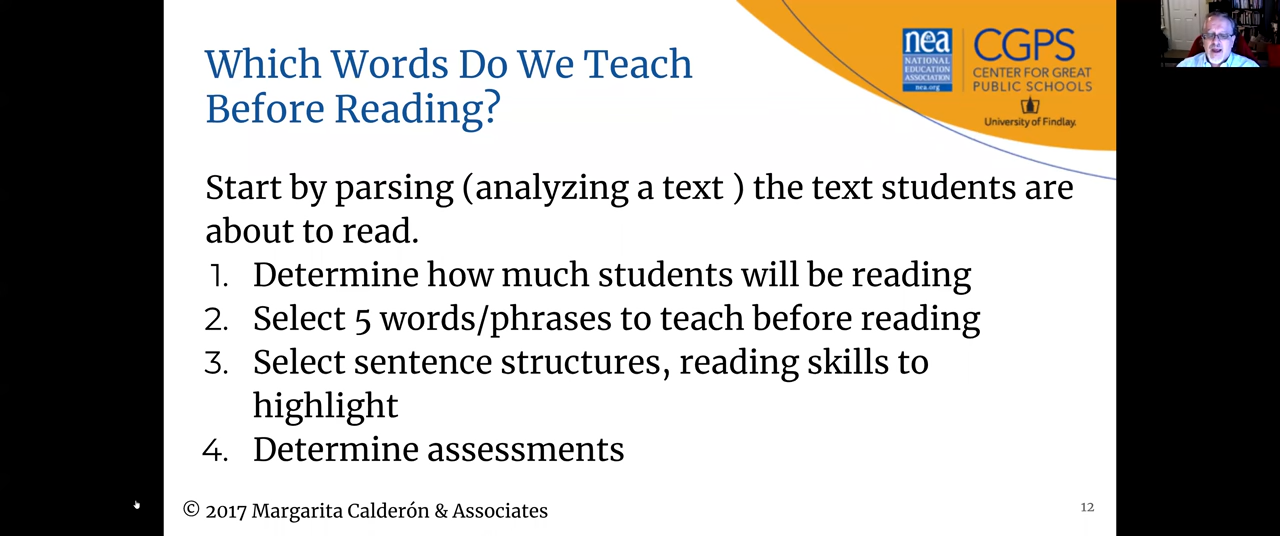 Which Words Do We Teach
Before Reading?
nea
NATIONAL
EDUCATION
ASSOCIATION
nea.org
CGPS
CENTER FOR GREAT
PUBLIC SCHOOLS
University of Findlay.
Start by parsing (analyzing a text ) the text students are
about to read.
1. Determine how much students will be reading
2. Select 5 words/phrases to teach before reading
3. Select sentence structures, reading skills to
highlight
4. Determine assessments
© 2017 Margarita Calderón & Associates
12